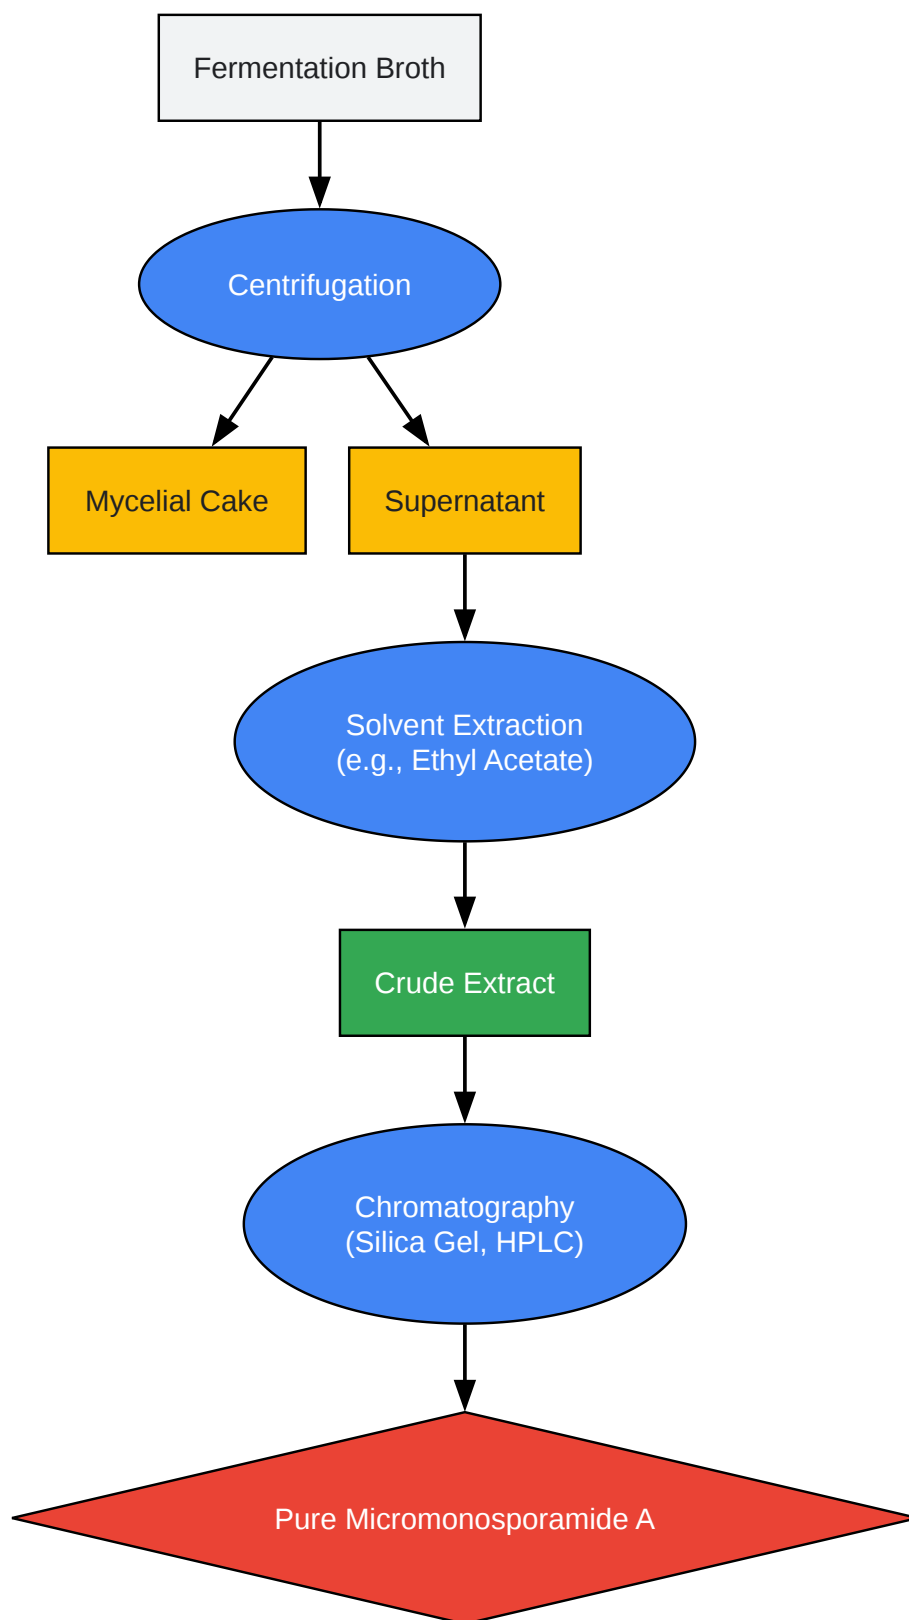 Fermentation Broth
Centrifugation
Mycelial Cake
Supernatant
Solvent Extraction
(e.g., Ethyl Acetate)
Crude Extract
Chromatography
(Silica Gel, HPLC)
Pure Micromonosporamide A